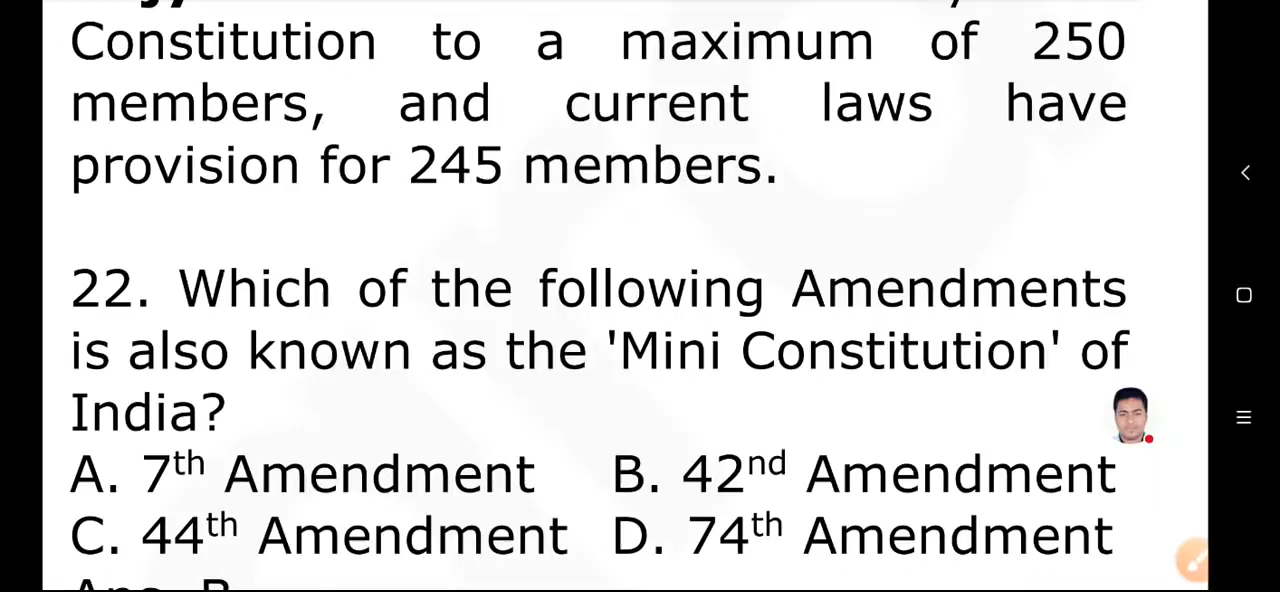 Constitution to a maximum of 250
members, and current laws have
provision for 245 members.
22. Which of the following Amendments
is also known as the 'Mini Constitution' of
India?
A. 7th Amendment B. 42nd Amendment
C. 44th Amendment D. 74th Amendment
Ans. B